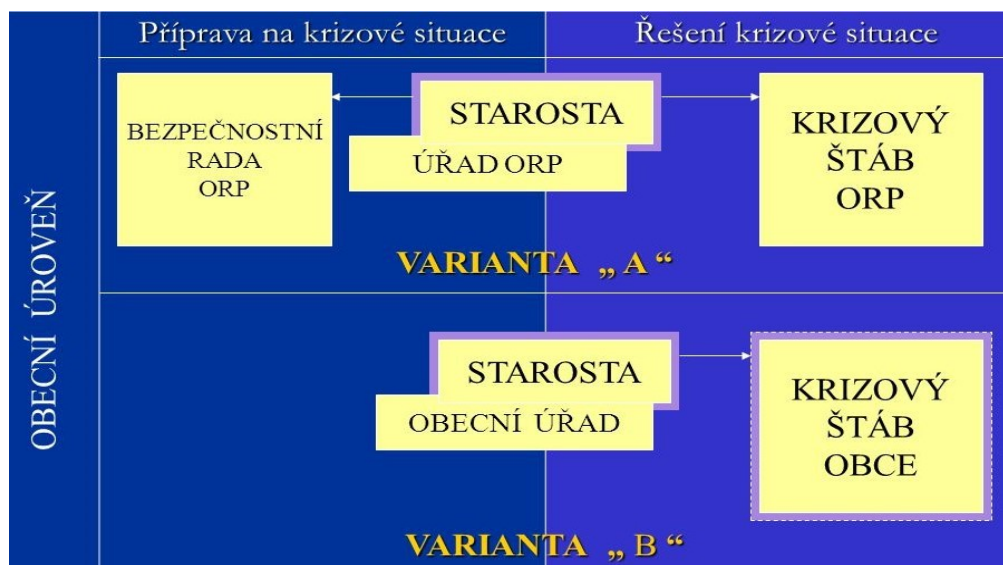 Příprava na krizové situace
Řešení krizové situace
OBECNÍ ÚROVEŇ
BEZPEČNOSTNÍ
RADA
ORP
STAROSTA
ÚŘAD ORP
KRIZOVÝ
ŠTÁB
ORP
VARIANTA „ A “
STAROSTA
OBECNÍ ÚŘAD
KRIZOVÝ
ŠTÁB
OBCE
VARIANTA „ B “